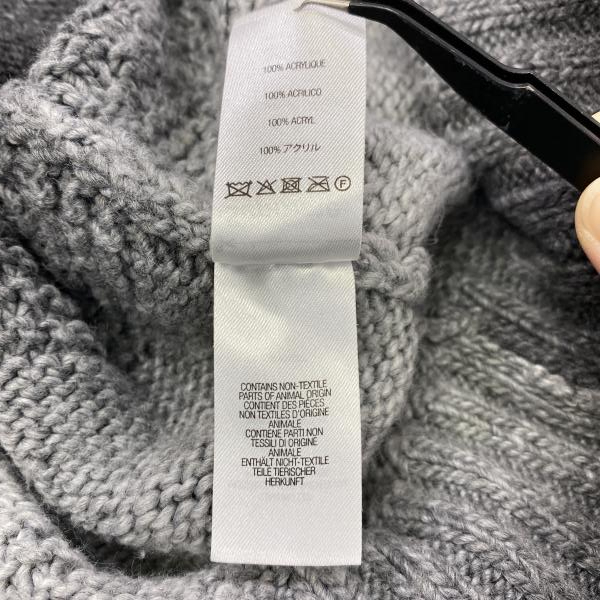 100% ACRYLIQUE
100% ACRILICO
100% ACRYL
100% アクリル
F
CONTAINS NON-TEXTILE
PARTS OF ANIMAL ORIGIN
CONTIENT DES PIÈCES
NON TEXTILES D'ORIGINE
ANIMALE
CONTIENE PARTI NON
TESSILI DI ORIGINE
ANIMALE
ENTHÄLT NICHT-TEXTILE
TEILE TIERISCHER
HERKUNFT